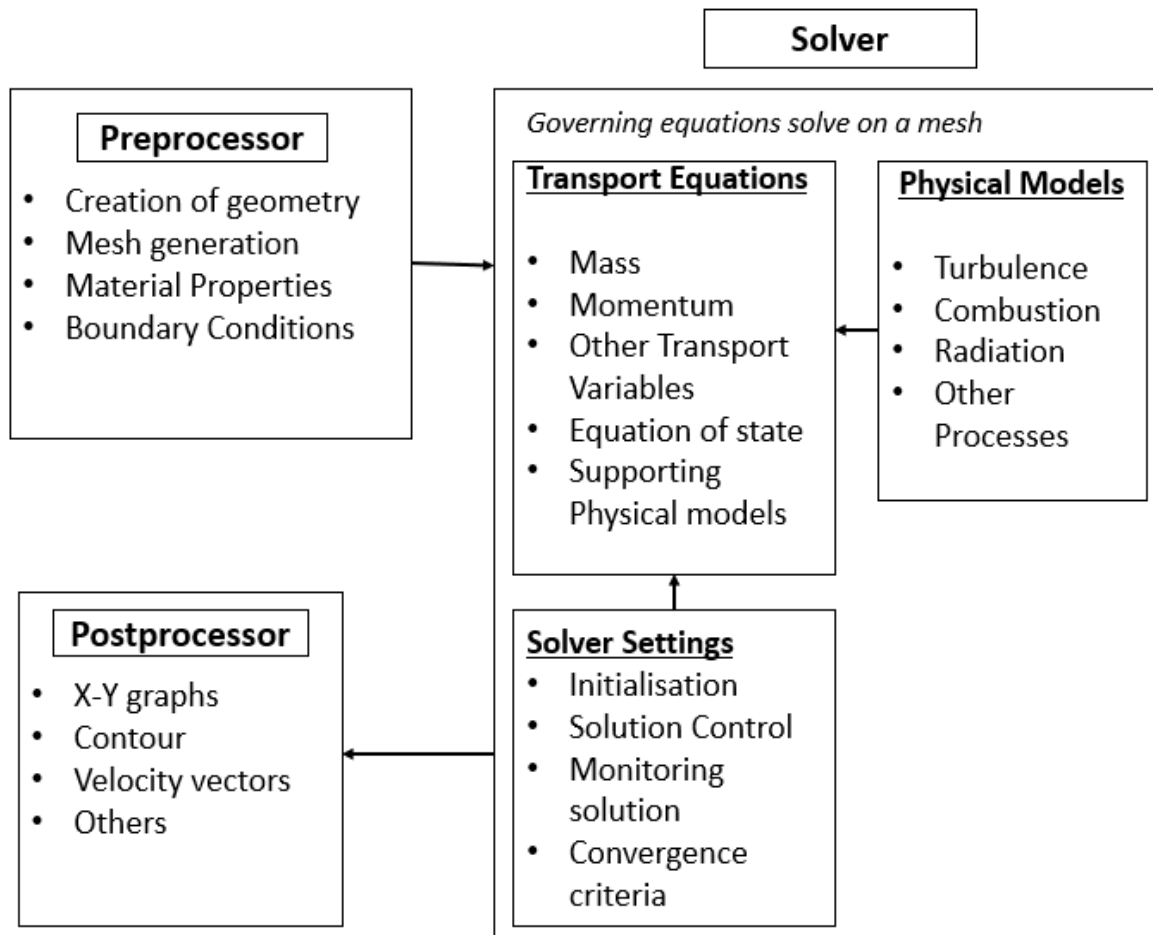 Solver
Preprocessor
• Creation of geometry
• Mesh generation
• Material Properties
• Boundary Conditions
Governing equations solve on a mesh
Transport Equations
• Mass
• Momentum
• Other Transport
Variables
• Equation of state
• Supporting
Physical models
Physical Models
• Turbulence
• Combustion
• Radiation
• Other
Processes
Postprocessor
• X-Y graphs
• Contour
• Velocity vectors
• Others
Solver Settings
• Initialisation
• Solution Control
• Monitoring
solution
• Convergence
criteria